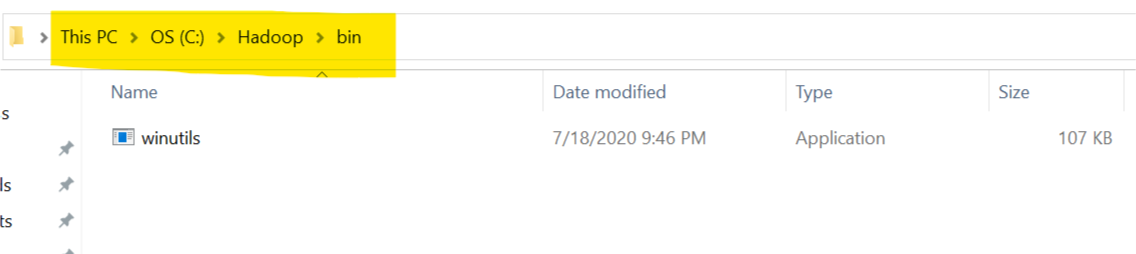 This PC > OS (C:) > Hadoop > bin
Name Date modified Type Size
s
winutils 7/18/2020 9:46 PM Application 107 KB
ls
ts